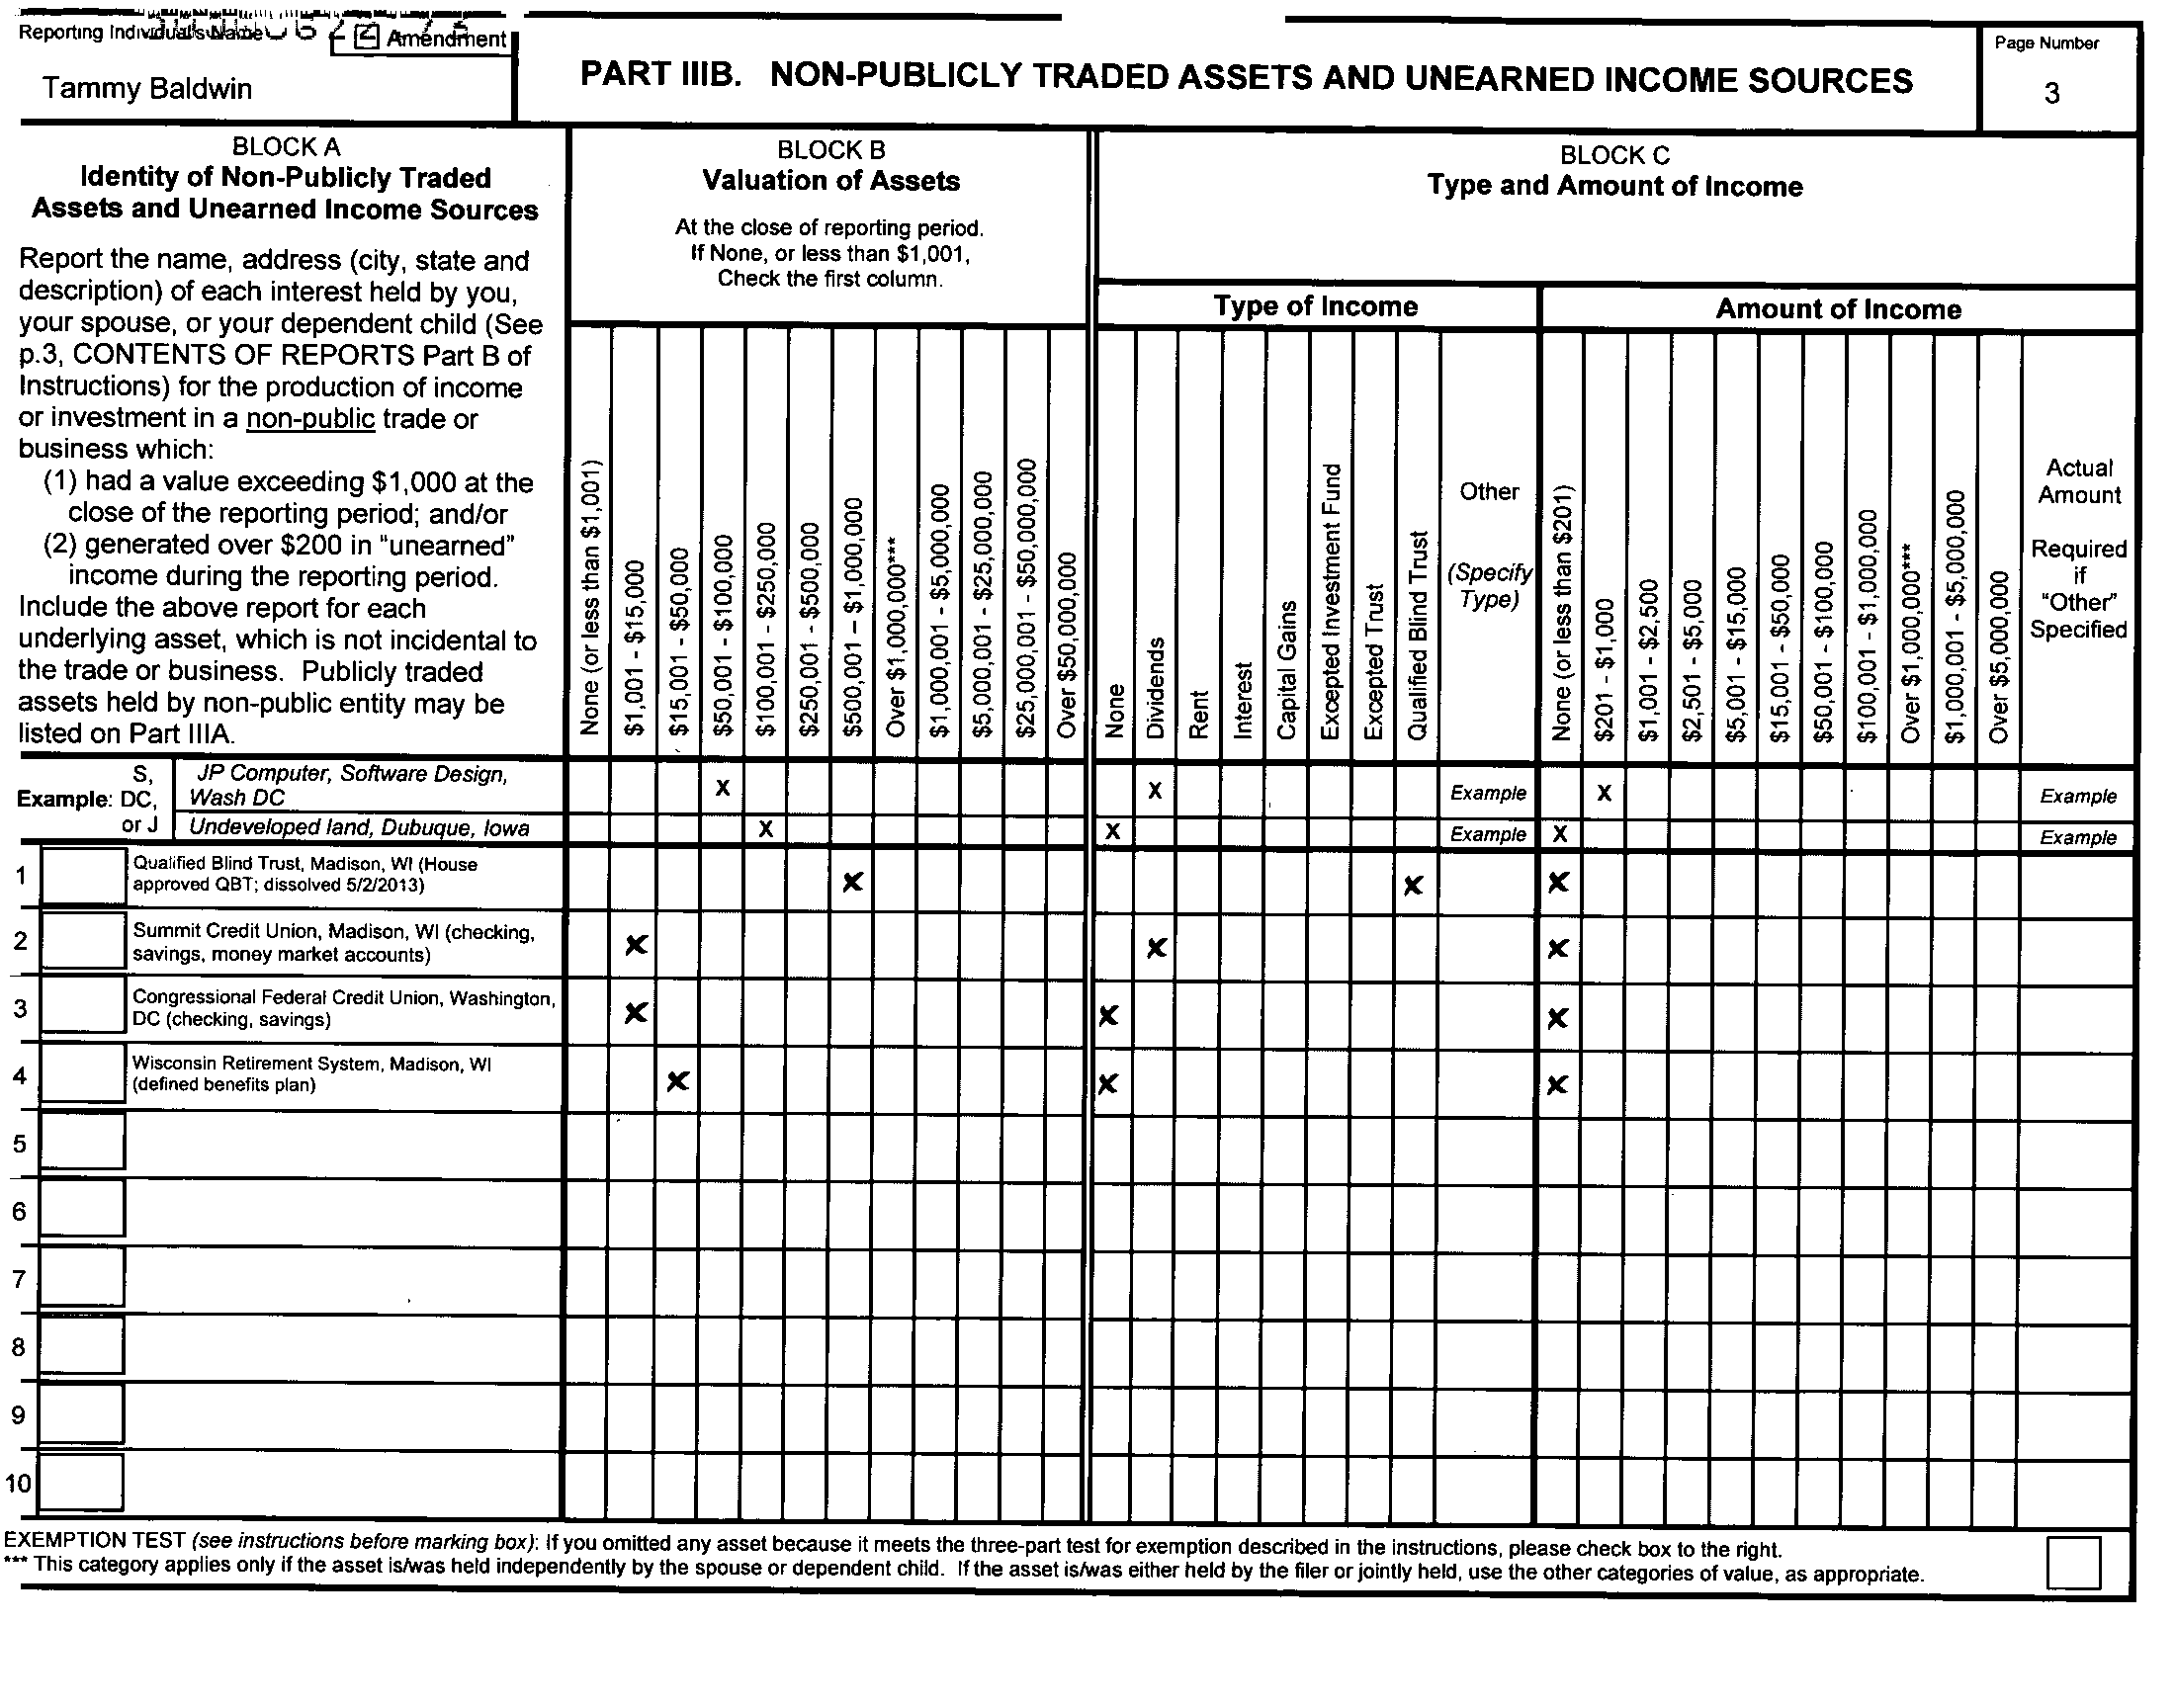 Reporting Individual's Name
Amendment
Tammy Baldwin
PART IIIB. NON-PUBLICLY TRADED ASSETS AND UNEARNED INCOME SOURCES
Page Number
3
BLOCK A
Identity of Non-Publicly Traded
Assets and Unearned Income Sources
Report the name, address (city, state and
description) of each interest held by you,
your spouse, or your dependent child (See
p.3, CONTENTS OF REPORTS Part B of
Instructions) for the production of income
or investment in a non-public trade or
business which:
(1) had a value exceeding $1,000 at the
close of the reporting period; and/or
(2) generated over $200 in "unearned"
income during the reporting period.
Include the above report for each
underlying asset, which is not incidental to
the trade or business. Publicly traded
assets held by non-public entity may be
listed on Part IIIA.
BLOCK B
Valuation of Assets
At the close of reporting period.
If None, or less than $1,001,
Check the first column.
None (or less than $1,001)
$1,001 - $15,000
$15,001 - $50,000
$50,001 - $100,000
$100,001 - $250,000
$250,001 - $500,000
$500,001 – $1,000,000
Over $1,000,000***
$1,000,001 - $5,000,000
$5,000,001 - $25,000,000
$25,000,001 - $50,000,000
Over $50,000,000
BLOCK C
Type and Amount of Income
Type of Income
None
Dividends
Rent
Interest
Capital Gains
Excepted Investment Fund
Excepted Trust
Qualified Blind Trust
Other
(Specify
Type)
Amount of Income
None (or less than $201)
$201 - $1,000
$1,001 - $2,500
$2,501 - $5,000
$5,001 - $15,000
$15,001 - $50,000
$50,001 - $100,000
$100,001 - $1,000,000
Over $1,000,000***
$1,000,001 - $5,000,000
Over $5,000,000
Actual
Amount
Required
if
"Other"
Specified
Example: S, DC, or J
JP Computer, Software Design,
Wash DC X X Example X Example
Undeveloped land, Dubuque, Iowa X X Example X Example
1 Qualified Blind Trust, Madison, WI (House
approved QBT; dissolved 5/2/2013) X X X
2 Summit Credit Union, Madison, WI (checking,
savings, money market accounts) X X X
3 Congressional Federal Credit Union, Washington,
DC (checking, savings) X X X
4 Wisconsin Retirement System, Madison, WI
(defined benefits plan) X X X
5
6
7
8
9
10
EXEMPTION TEST (see instructions before marking box): If you omitted any asset because it meets the three-part test for exemption described in the instructions, please check box to the right.
*** This category applies only if the asset is/was held independently by the spouse or dependent child. If the asset is/was either held by the filer or jointly held, use the other categories of value, as appropriate.